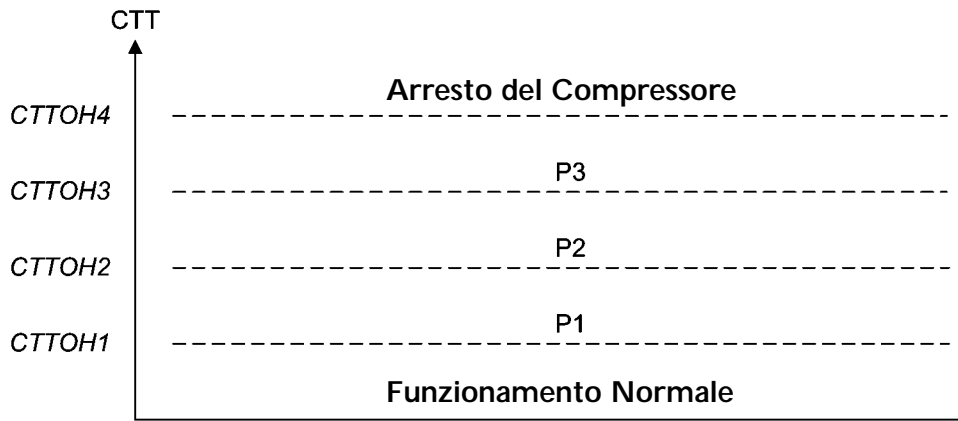 CTT
Arresto del Compressore
CTTOH4
P3
CTTOH3
P2
CTTOH2
P1
CTTOH1
Funzionamento Normale